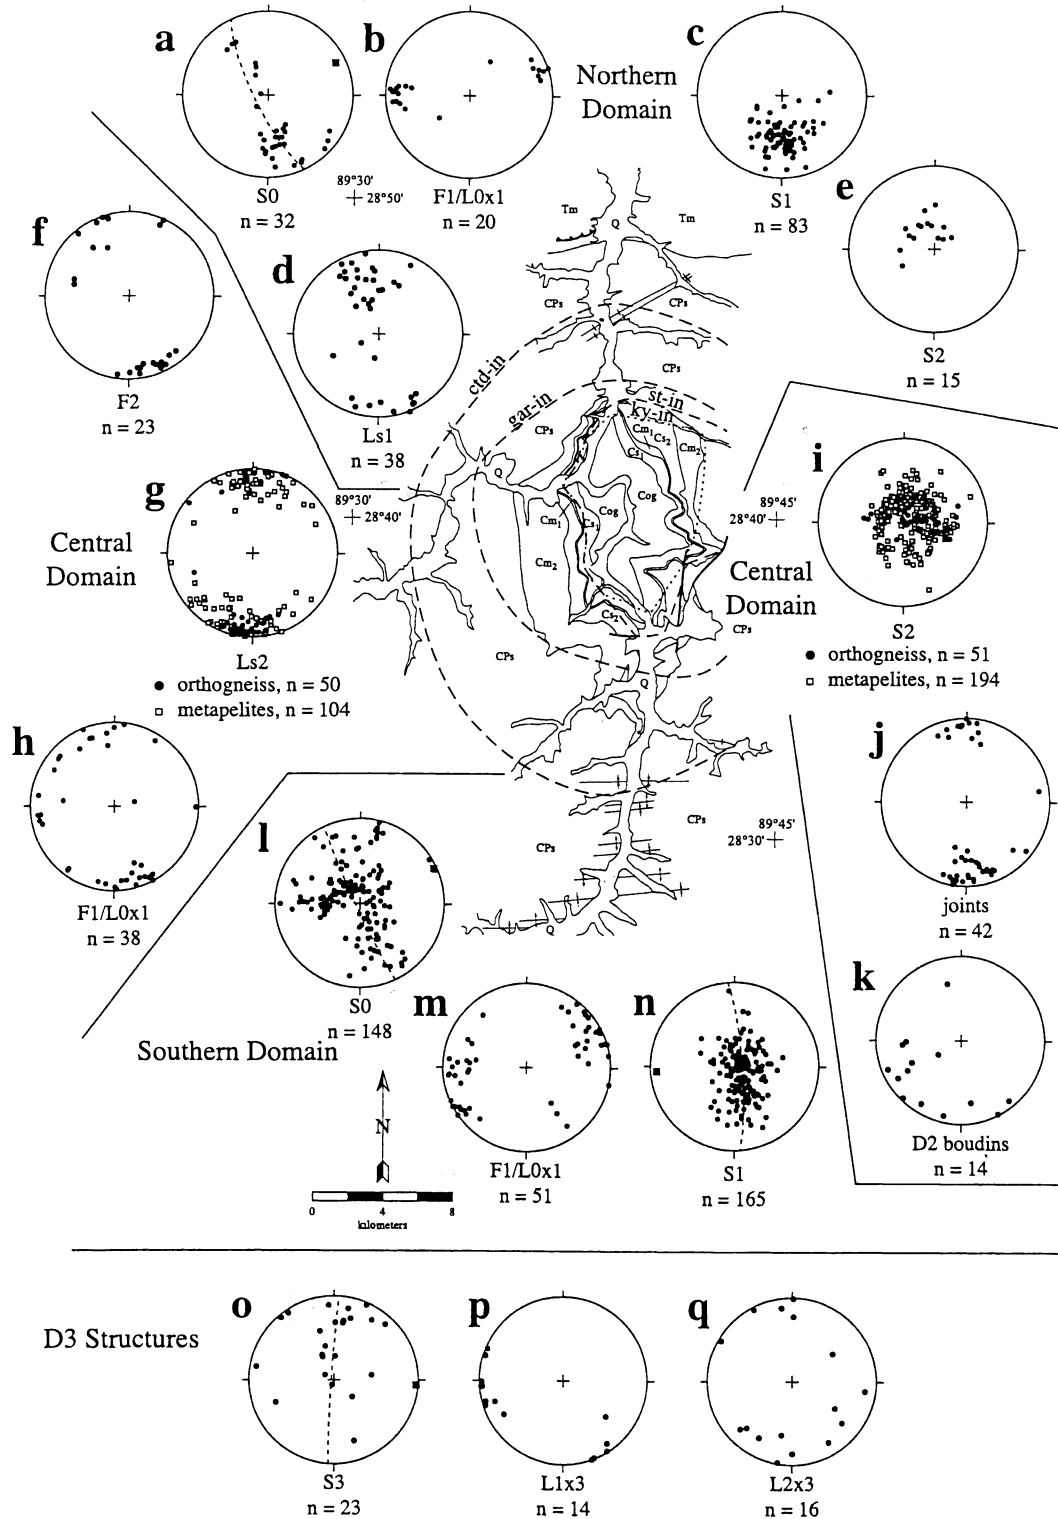 a
S0
n = 32
b
F1/L0x1
n = 20
Northern
Domain
c
S1
n = 83
89°30'
28°50'
d
Ls1
n = 38
e
S2
n = 15
f
F2
n = 23
Tm
Q
Tm
CPs
CPs
CPs
ctd-in
gar-in
st-in
ky-in
CPs
Cm1
Cs2
Cm2
Cs1
Q
Cog
Cog
Cm1
Cs1
Cm2
Cs2
CPs
CPs
Q
CPs
CPs
Q
Central
Domain
g
89°30'
28°40'
Ls2
● orthogneiss, n = 50
□ metapelites, n = 104
h
F1/L0x1
n = 38
89°45'
28°40'
Central
Domain
i
S2
● orthogneiss, n = 51
□ metapelites, n = 194
j
joints
n = 42
89°45'
28°30'
k
D2 boudins
n = 14
l
S0
n = 148
Southern Domain
m
F1/L0x1
n = 51
n
S1
n = 165
N
0 4 8
kilometers
D3 Structures
o
S3
n = 23
p
L1x3
n = 14
q
L2x3
n = 16